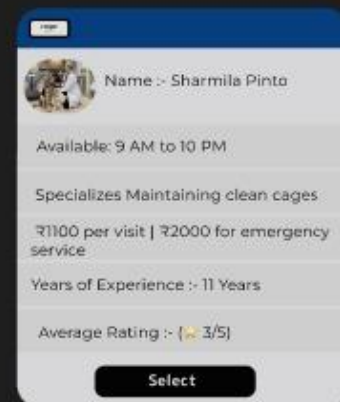 Name :- Sharmila Pinto
Available: 9 AM to 10 PM
Specializes Maintaining clean cages
₹1100 per visit | ₹2000 for emergency
service
Years of Experience :- 11 Years
Average Rating :- (⭐ 3/5)
Select